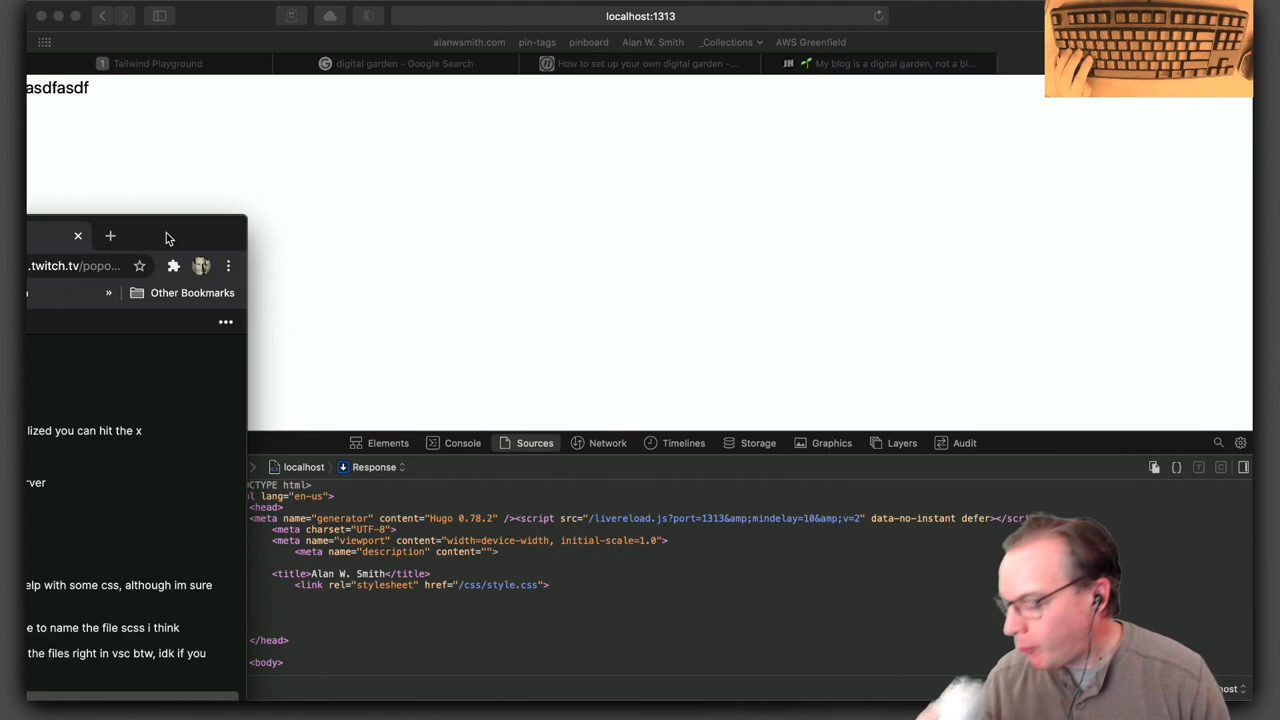 localhost:1313
alanwsmith.com pin-tags pinboard Alan W. Smith _Collections AWS Greenfield
1 Tailwind Playground
G digital garden - Google Search
How to set up your own digital garden -...
JH 🌱 My blog is a digital garden, not a bl...
asdfasdf
.twitch.tv/popo...
» Other Bookmarks
lized you can hit the x
rver
elp with some css, although im sure
e to name the file scss i think
the files right in vsc btw, idk if you
Elements Console Sources Network Timelines Storage Graphics Layers Audit
localhost Response
CTYPE html>
l lang="en-us">
<head>
<meta name="generator" content="Hugo 0.78.2" /><script src="/livereload.js?port=1313&amp;mindelay=10&amp;v=2" data-no-instant defer></scri
<meta charset="UTF-8">
<meta name="viewport" content="width=device-width, initial-scale=1.0">
<meta name="description" content="">
<title>Alan W. Smith</title>
<link rel="stylesheet" href="/css/style.css">
</head>
<body>
host